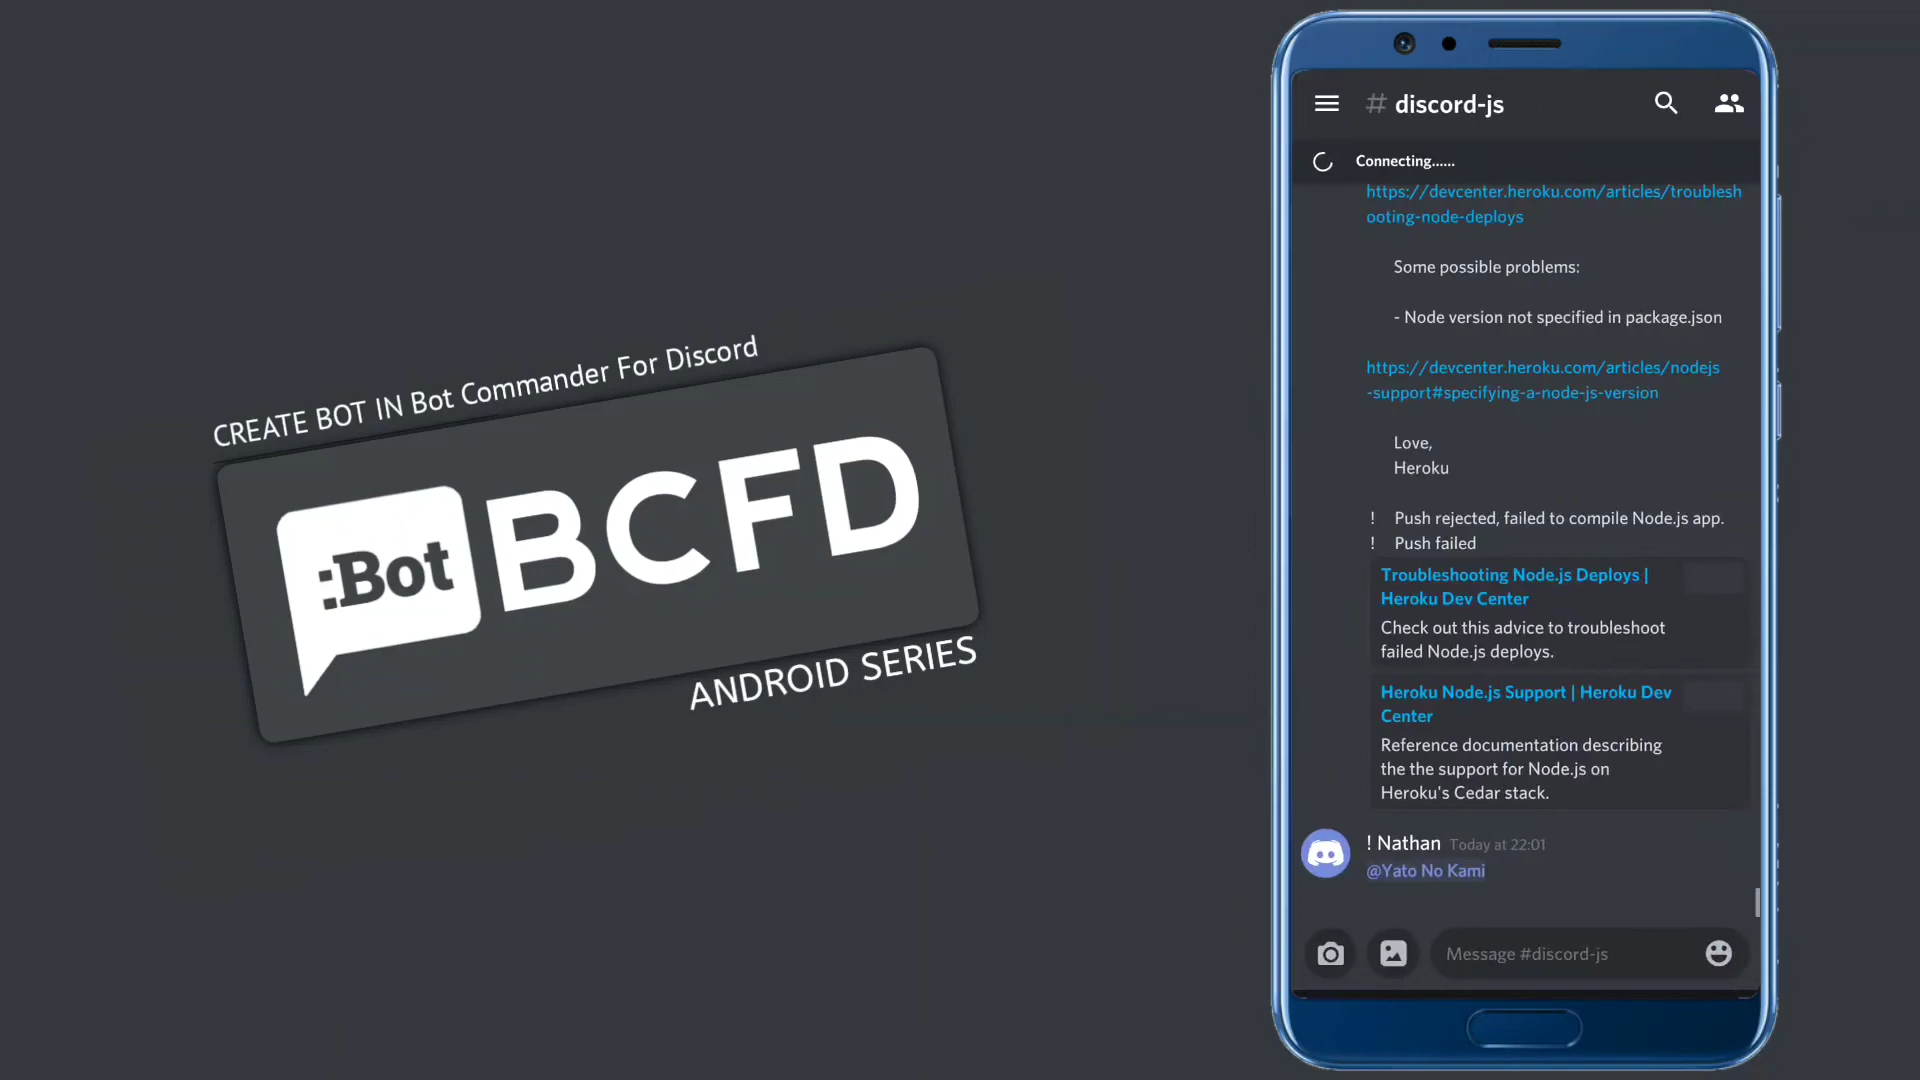 CREATE BOT IN Bot Commander For Discord
:Bot BCFD
ANDROID SERIES
# discord-js
Connecting......
https://devcenter.heroku.com/articles/troublesh
ooting-node-deploys
Some possible problems:
- Node version not specified in package.json
https://devcenter.heroku.com/articles/nodejs
-support#specifying-a-node-js-version
Love,
Heroku
! Push rejected, failed to compile Node.js app.
! Push failed
Troubleshooting Node.js Deploys |
Heroku Dev Center
Check out this advice to troubleshoot
failed Node.js deploys.
Heroku Node.js Support | Heroku Dev
Center
Reference documentation describing
the the support for Node.js on
Heroku's Cedar stack.
! Nathan Today at 22:01
@Yato No Kami
Message #discord-js